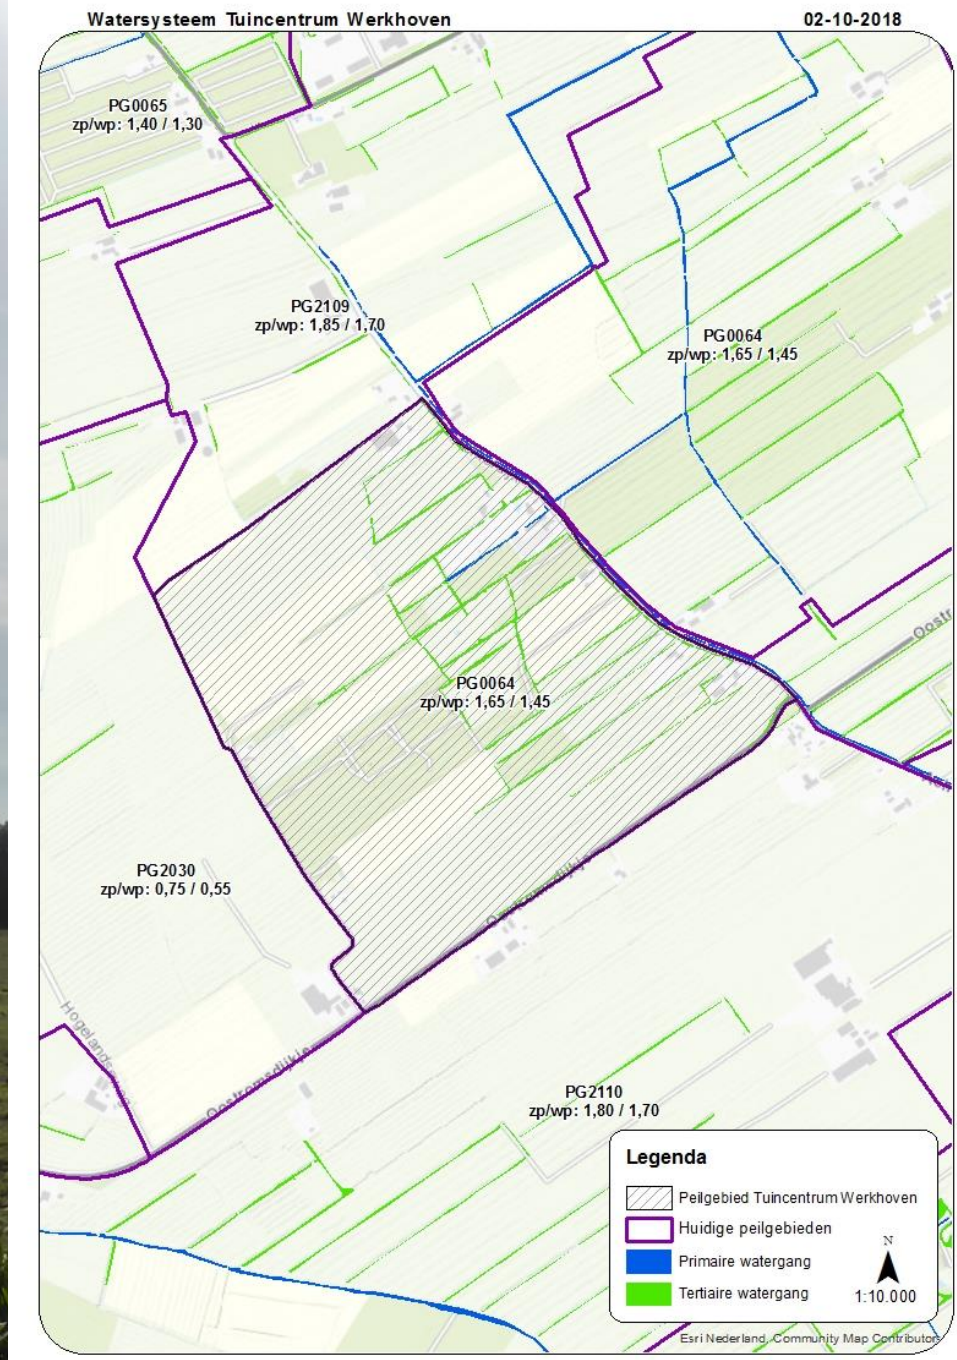 Watersysteem Tuincentrum Werkhoven 02-10-2018
PG0065
zp/wp: 1,40 / 1,30
PG2109
zp/wp: 1,85 / 1,70
PG0064
zp/wp: 1,65 / 1,45
Oostr
PG0064
zp/wp: 1,65 / 1,45
PG2030
zp/wp: 0,75 / 0,55
Oostromsdijkje
PG2110
zp/wp: 1,80 / 1,70
Legenda
Peilgebied Tuincentrum Werkhoven
Huidige peilgebieden
Primaire watergang
Tertiaire watergang
N
1:10.000
Esri Nederland, Community Map Contributors